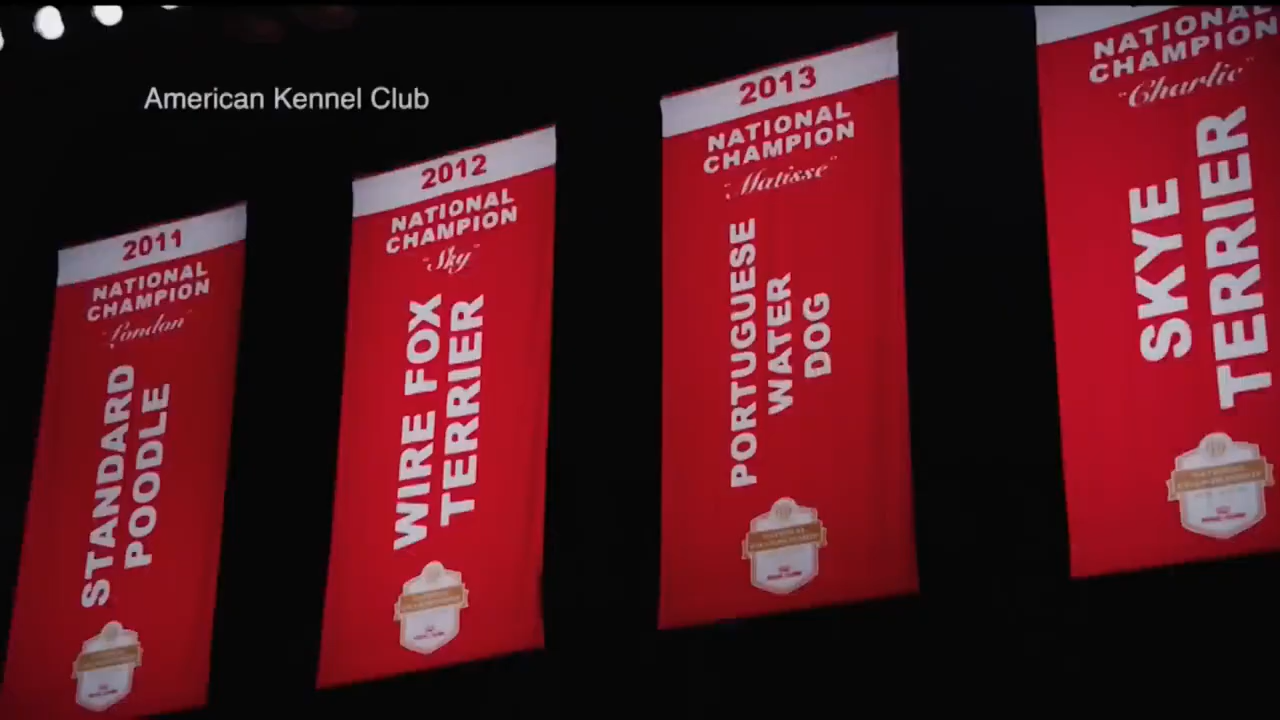 American Kennel Club
2011
NATIONAL
CHAMPION
"London"
STANDARD
POODLE
2012
NATIONAL
CHAMPION
"Sky"
WIRE FOX
TERRIER
2013
NATIONAL
CHAMPION
"Matisse"
PORTUGUESE
WATER
DOG
NATIONAL
CHAMPION
"Charlie"
SKYE
TERRIER